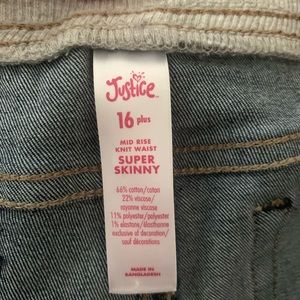 Justice
16 plus
MID RISE
KNIT WAIST
SUPER
SKINNY
66% cotton/coton
22% viscose/
rayonne viscose
11% polyester/polyester
1% elastane/élasthanne
exclusive of decoration/
sauf décorations
MADE IN
BANGLADESH